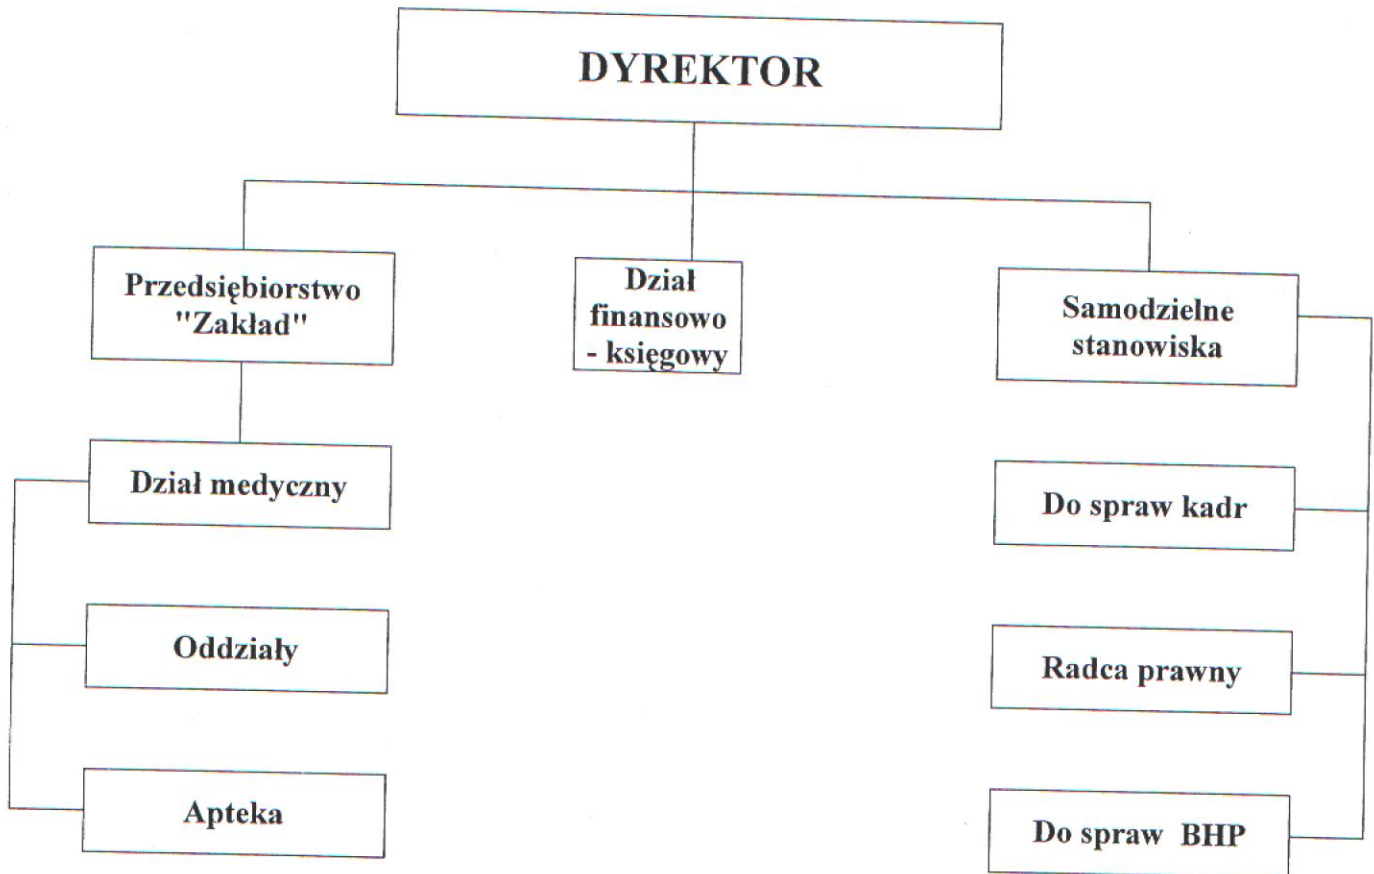 DYREKTOR
Przedsiębiorstwo
"Zakład"
Dział
finansowo
- księgowy
Samodzielne
stanowiska
Dział medyczny
Do spraw kadr
Oddziały
Radca prawny
Apteka
Do spraw BHP